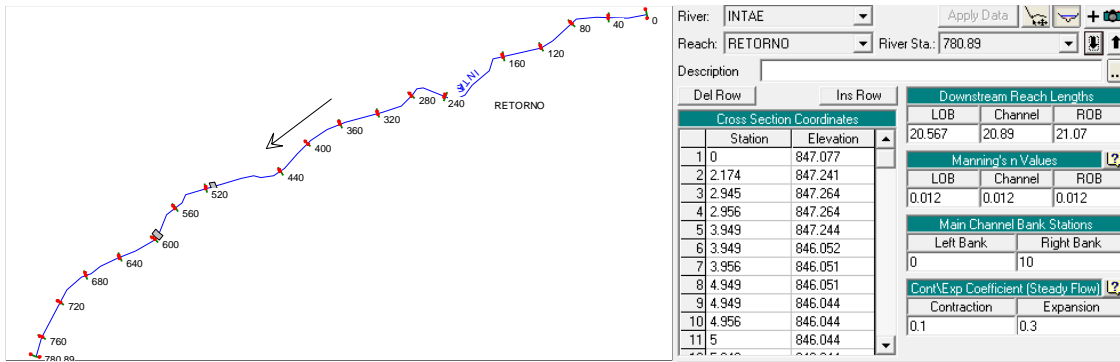 0
40
80
120
160
INTAE
240
280
RETORNO
320
360
400
440
520
560
600
640
680
720
760
780.89
River: INTAE Apply Data
Reach: RETORNO River Sta.: 780.89
Description ...
Del Row Ins Row
Cross Section Coordinates
Station Elevation
1 0 847.077
2 2.174 847.241
3 2.945 847.264
4 2.956 847.264
5 3.949 847.244
6 3.949 846.052
7 3.956 846.051
8 4.949 846.051
9 4.949 846.044
10 4.956 846.044
11 5 846.044
Downstream Reach Lengths
LOB Channel ROB
20.567 20.89 21.07
Manning's n Values ?
LOB Channel ROB
0.012 0.012 0.012
Main Channel Bank Stations
Left Bank Right Bank
0 10
Cont\Exp Coefficient (Steady Flow) ?
Contraction Expansion
0.1 0.3